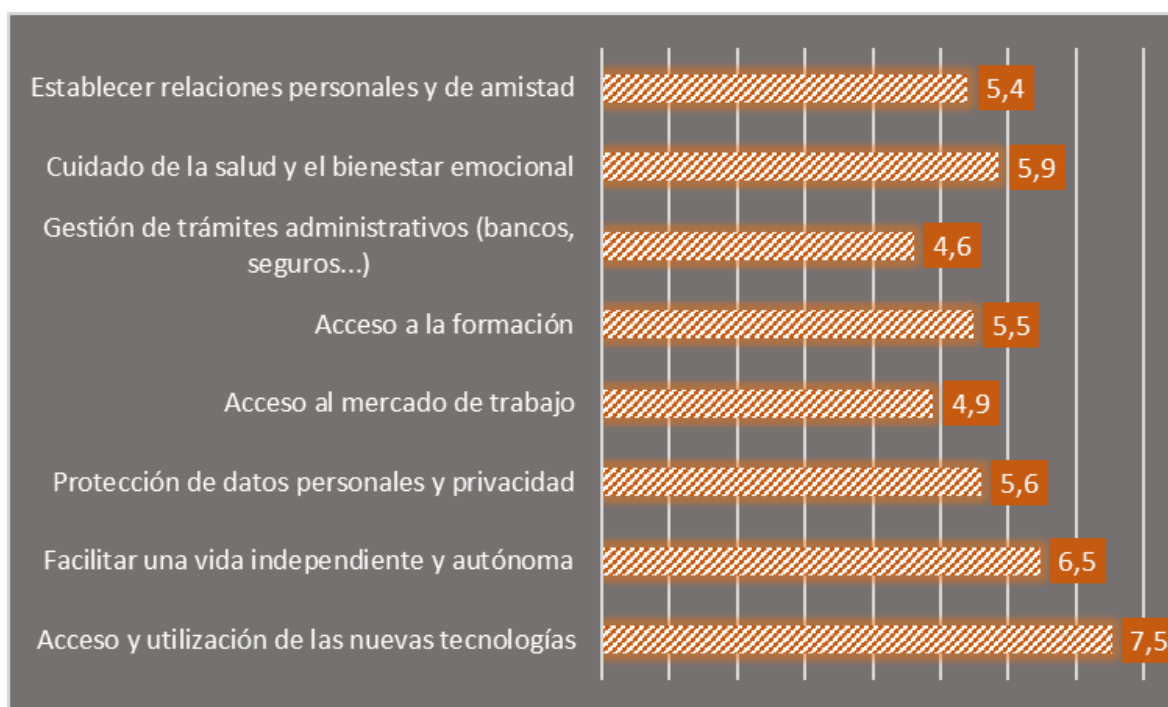 Establecer relaciones personales y de amistad
5,4
Cuidado de la salud y el bienestar emocional
5,9
Gestión de trámites administrativos (bancos,
seguros...)
4,6
Acceso a la formación
5,5
Acceso al mercado de trabajo
4,9
Protección de datos personales y privacidad
5,6
Facilitar una vida independiente y autónoma
6,5
Acceso y utilización de las nuevas tecnologías
7,5